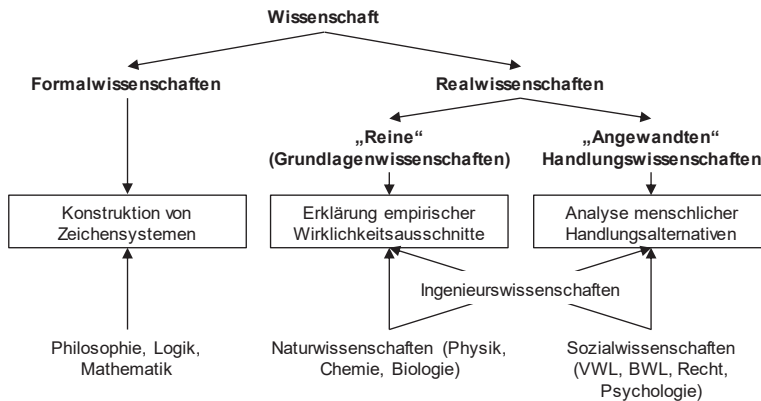 Wissenschaft
Formalwissenschaften
Realwissenschaften
„Reine“
(Grundlagenwissenschaften)
„Angewandten“
Handlungswissenschaften
Konstruktion von
Zeichensystemen
Erklärung empirischer
Wirklichkeitsausschnitte
Analyse menschlicher
Handlungsalternativen
Ingenieurswissenschaften
Philosophie, Logik,
Mathematik
Naturwissenschaften (Physik,
Chemie, Biologie)
Sozialwissenschaften
(VWL, BWL, Recht,
Psychologie)